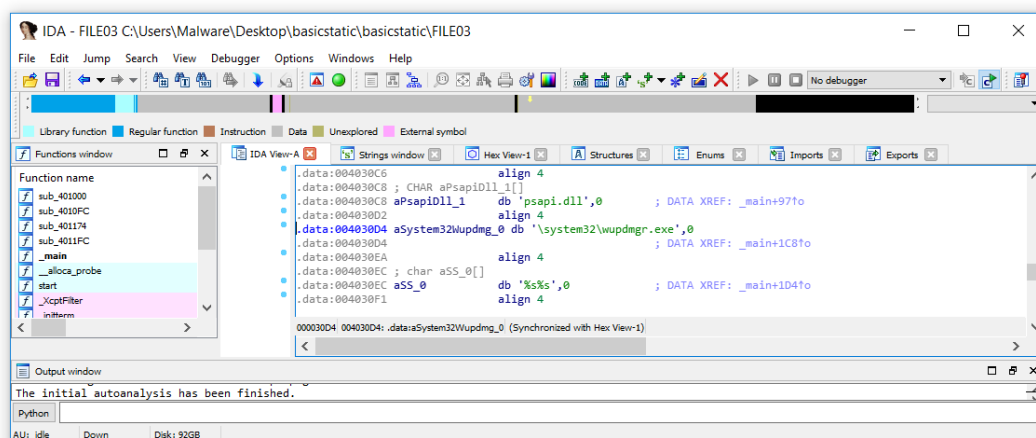 IDA - FILE03 C:\Users\Malware\Desktop\basicstatic\basicstatic\FILE03
File Edit Jump Search View Debugger Options Windows Help
No debugger
Library function Regular function Instruction Data Unexplored External symbol
Functions window IDA View-A Strings window Hex View-1 Structures Enums Imports Exports
Function name
sub_401000
sub_4010FC
sub_401174
sub_4011FC
_main
__alloca_probe
start
_XcptFilter
_initterm
.data:004030C6 align 4
.data:004030C8 ; CHAR aPsapiDll_1[]
.data:004030C8 aPsapiDll_1 db 'psapi.dll',0 ; DATA XREF: _main+97↑o
.data:004030D2 align 4
.data:004030D4 aSystem32Wupdmg_0 db '\system32\wupdmgr.exe',0
.data:004030D4 ; DATA XREF: _main+1C8↑o
.data:004030EA align 4
.data:004030EC ; char aSS_0[]
.data:004030EC aSS_0 db '%s%s',0 ; DATA XREF: _main+1D4↑o
.data:004030F1 align 4
000030D4 004030D4: .data:aSystem32Wupdmg_0 (Synchronized with Hex View-1)
Output window
The initial autoanalysis has been finished.
Python
AU: idle Down Disk: 92GB